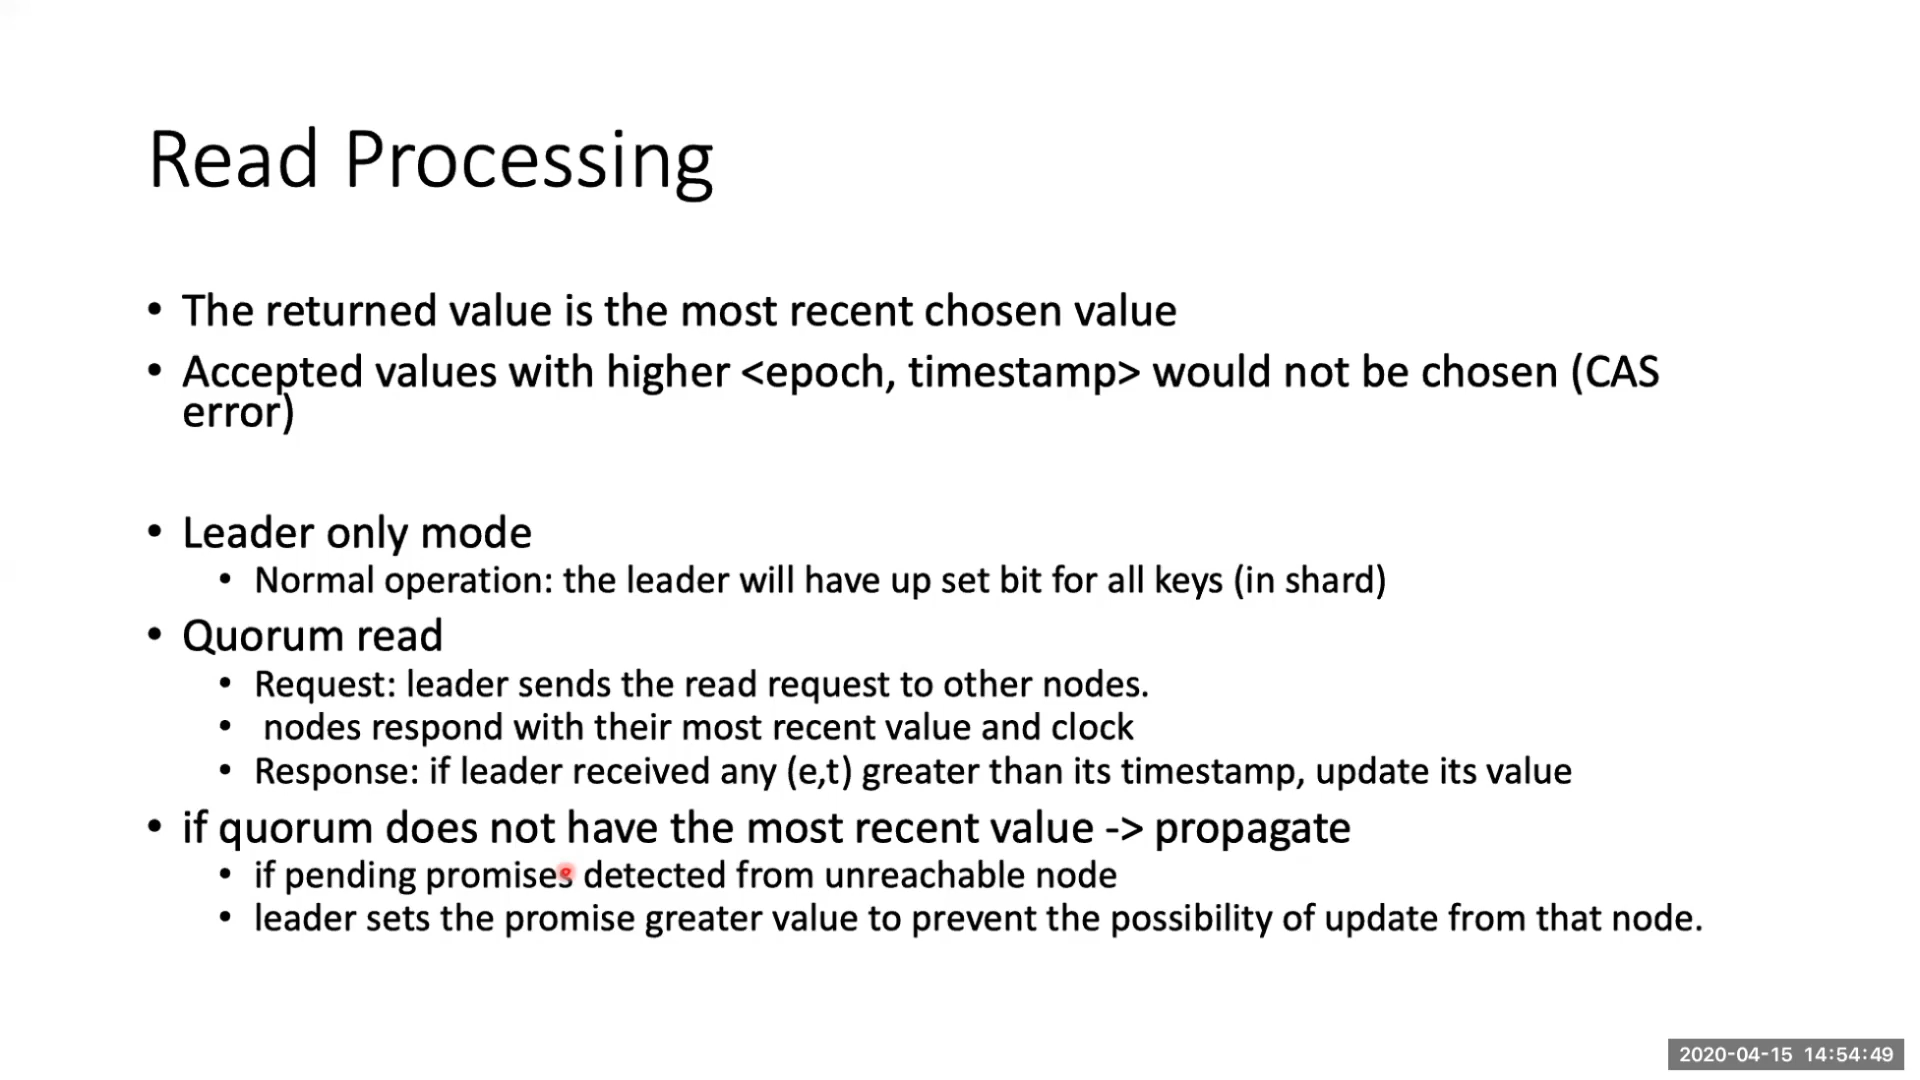 Read Processing
• The returned value is the most recent chosen value
• Accepted values with higher <epoch, timestamp> would not be chosen (CAS
error)
• Leader only mode
• Normal operation: the leader will have up set bit for all keys (in shard)
• Quorum read
• Request: leader sends the read request to other nodes.
• nodes respond with their most recent value and clock
• Response: if leader received any (e,t) greater than its timestamp, update its value
• if quorum does not have the most recent value -> propagate
• if pending promises detected from unreachable node
• leader sets the promise greater value to prevent the possibility of update from that node.
2020-04-15 14:54:49